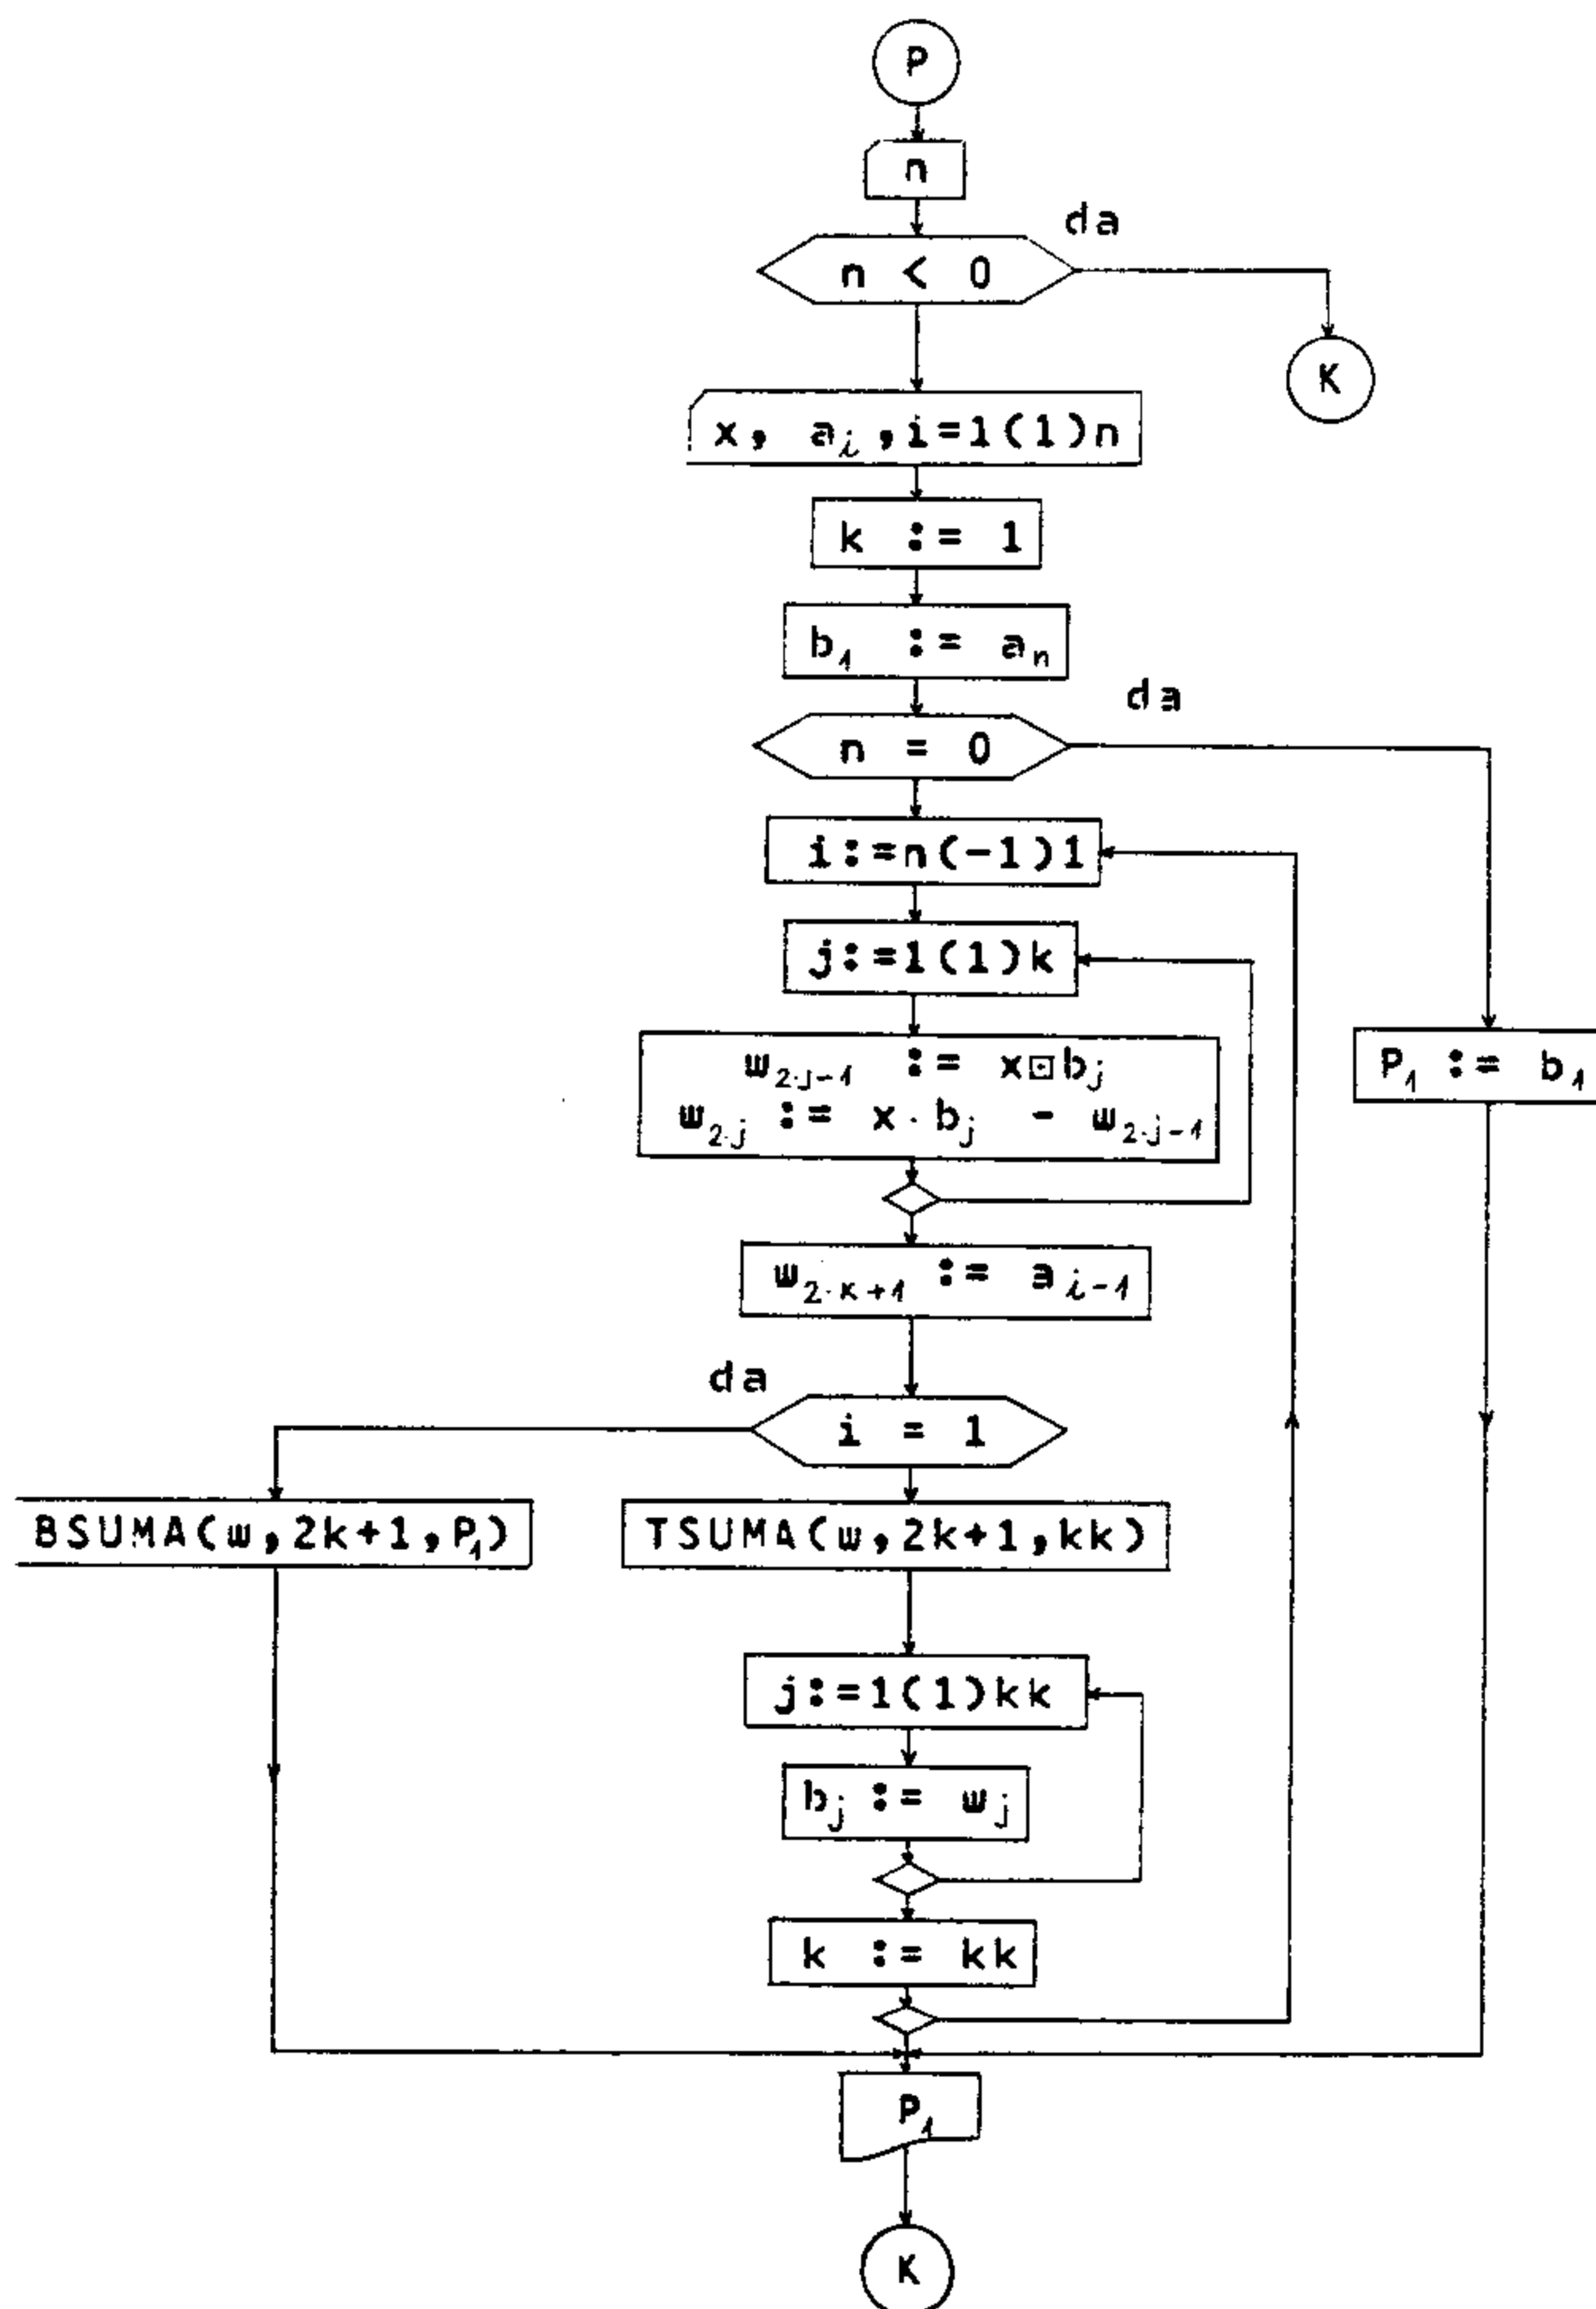 P
n
da
n < 0
K
x, a_i ,i=1(1)n
k := 1
b_1 := a_n
da
n = 0
i:=n(-1)1
j:=1(1)k
w_{2·j-1} := x⊡b_j
w_{2·j} := x · b_j - w_{2·j-1}
P_1 := b_1
w_{2·k+1} := a_{i-1}
da
i = 1
BSUMA(w,2k+1,P_1)
TSUMA(w,2k+1,kk)
j:=1(1)kk
b_j := w_j
k := kk
P_1
K